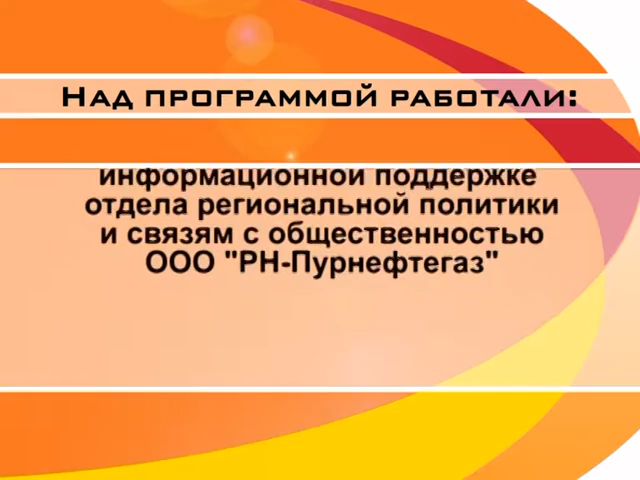 Над программой работали:
информационной поддержке
отдела региональной политики
и связям с общественностью
ООО "РН-Пурнефтегаз"